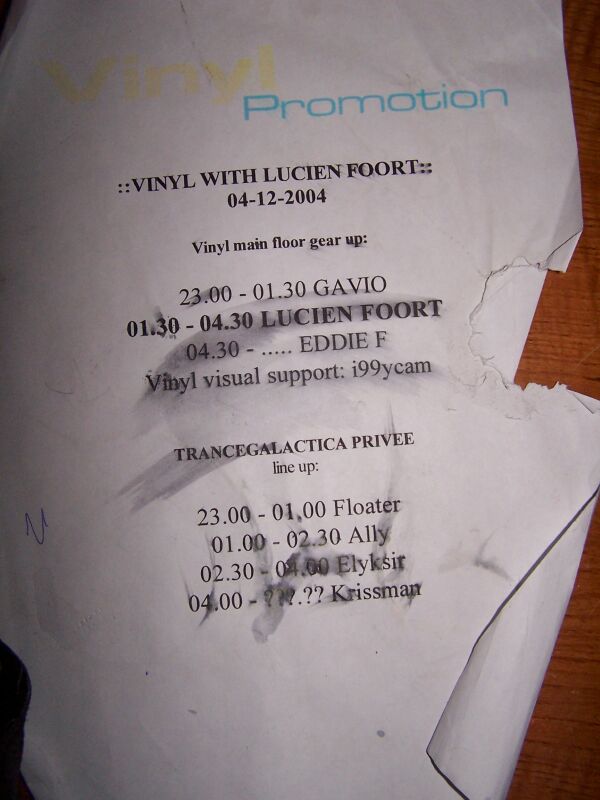 Vinyl
Promotion
::VINYL WITH LUCIEN FOORT::
04-12-2004
Vinyl main floor gear up:
23.00 - 01.30 GAVIO
01.30 - 04.30 LUCIEN FOORT
04.30 - ..... EDDIE F
Vinyl visual support: i99ycam
TRANCEGALACTICA PRIVEE
line up:
23.00 - 01.00 Floater
01.00 - 02.30 Ally
02.30 - 04.00 Elyksir
04.00 - ???.?? Krissman